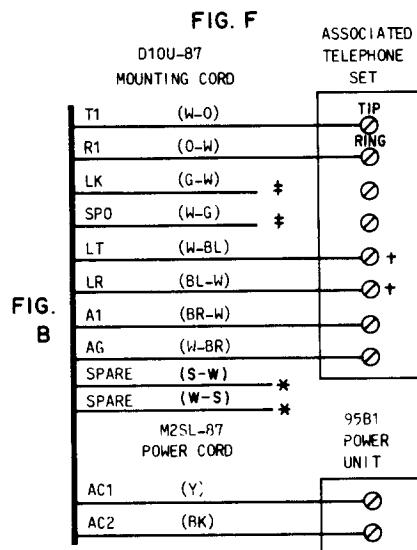 FIG. F
D10U-87
MOUNTING CORD
ASSOCIATED
TELEPHONE
SET
T1 (W-O) TIP
R1 (O-W) RING
LK (G-W) ‡
SPO (W-G) ‡
LT (W-BL) †
LR (BL-W) †
FIG.
B
A1 (BR-W)
AG (W-BR)
SPARE (S-W) *
SPARE (W-S) *
M2SL-87
POWER CORD
95B1
POWER
UNIT
AC1 (Y)
AC2 (BK)